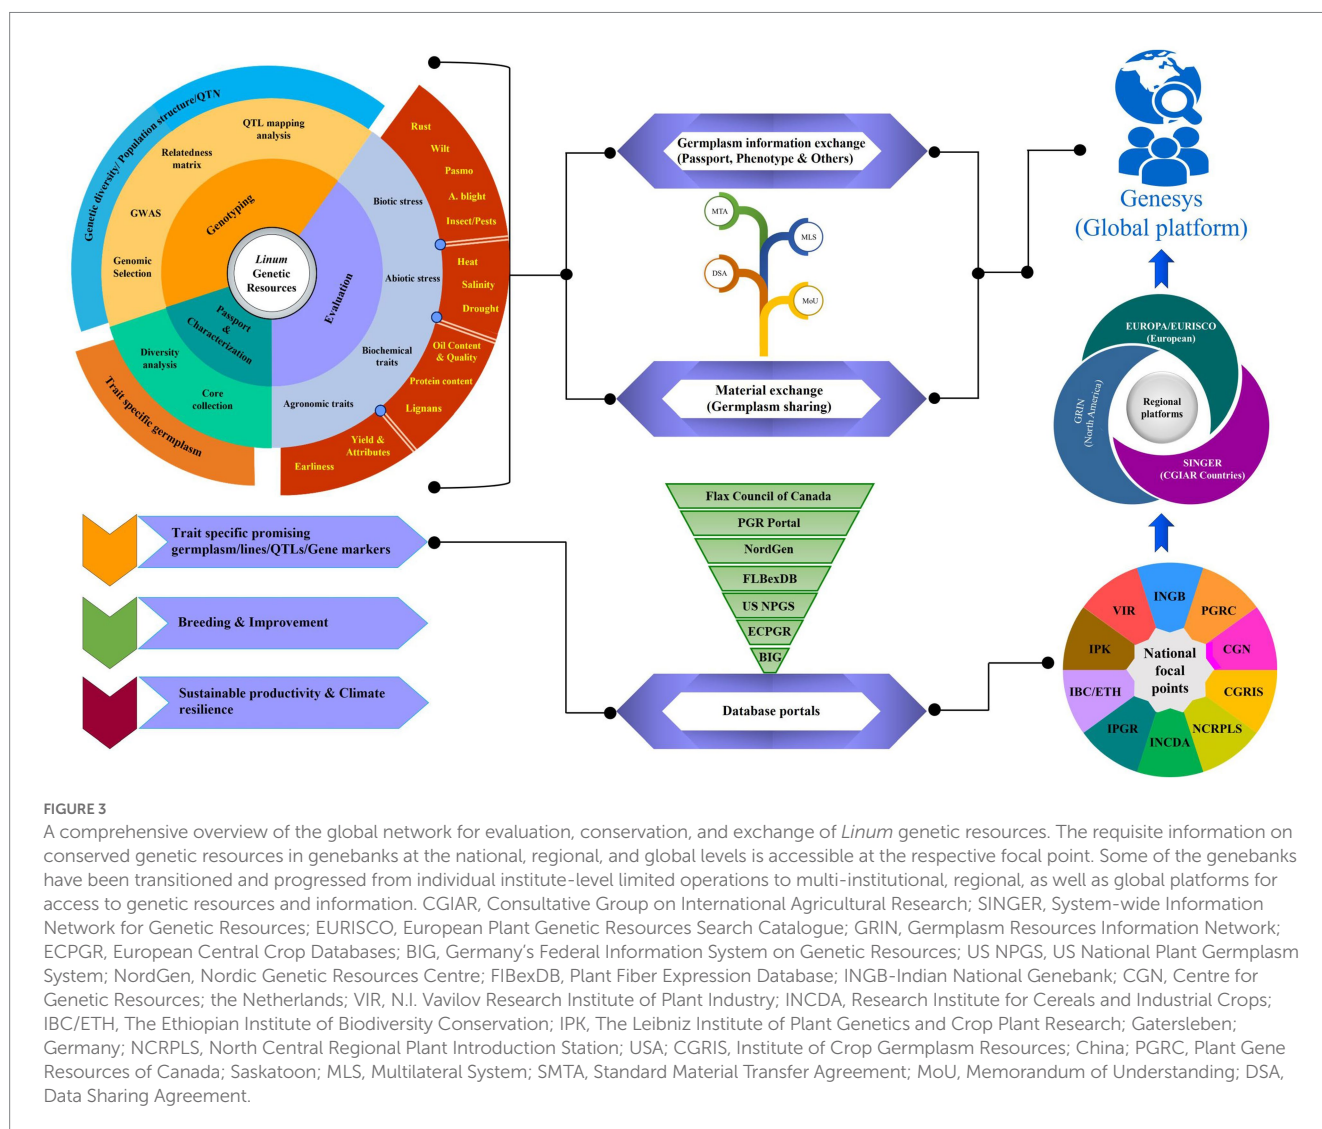 Genetic diversity/ Population structure/QTN
QTL mapping
analysis
Relatedness
matrix
GWAS
Genomic
Selection
Genotyping
Linum
Genetic
Resources
Evaluation
Passport
&
Characterization
Diversity
analysis
Core
collection
Trait specific germplasm
Biotic stress
Abiotic stress
Biochemical
traits
Agronomic traits
Rust
Wilt
Pasmo
A. blight
Insect/Pests
Heat
Salinity
Drought
Oil Content
& Quality
Protein content
Lignans
Yield &
Attributes
Earliness
Germplasm information exchange
(Passport, Phenotype & Others)
MTA
MLS
DSA
MoU
Material exchange
(Germplasm sharing)
Genesys
(Global platform)
EUROPA/EURISCO
(European)
GRIN
(North America)
Regional
platforms
SINGER
(CGIAR Countries)
Trait specific promising
germplasm/lines/QTLs/Gene markers
Breeding & Improvement
Sustainable productivity & Climate
resilience
Flax Council of Canada
PGR Portal
NordGen
FLBexDB
US NPGS
ECPGR
BIG
Database portals
INGB
PGRC
CGN
CGRIS
NCRPLS
INCDA
IPGR
IBC/ETH
IPK
VIR
National
focal
points
FIGURE 3
A comprehensive overview of the global network for evaluation, conservation, and exchange of Linum genetic resources. The requisite information on
conserved genetic resources in genebanks at the national, regional, and global levels is accessible at the respective focal point. Some of the genebanks
have been transitioned and progressed from individual institute-level limited operations to multi-institutional, regional, as well as global platforms for
access to genetic resources and information. CGIAR, Consultative Group on International Agricultural Research; SINGER, System-wide Information
Network for Genetic Resources; EURISCO, European Plant Genetic Resources Search Catalogue; GRIN, Germplasm Resources Information Network;
ECPGR, European Central Crop Databases; BIG, Germany’s Federal Information System on Genetic Resources; US NPGS, US National Plant Germplasm
System; NordGen, Nordic Genetic Resources Centre; FIBexDB, Plant Fiber Expression Database; INGB-Indian National Genebank; CGN, Centre for
Genetic Resources; the Netherlands; VIR, N.I. Vavilov Research Institute of Plant Industry; INCDA, Research Institute for Cereals and Industrial Crops;
IBC/ETH, The Ethiopian Institute of Biodiversity Conservation; IPK, The Leibniz Institute of Plant Genetics and Crop Plant Research; Gatersleben;
Germany; NCRPLS, North Central Regional Plant Introduction Station; USA; CGRIS, Institute of Crop Germplasm Resources; China; PGRC, Plant Gene
Resources of Canada; Saskatoon; MLS, Multilateral System; SMTA, Standard Material Transfer Agreement; MoU, Memorandum of Understanding; DSA,
Data Sharing Agreement.